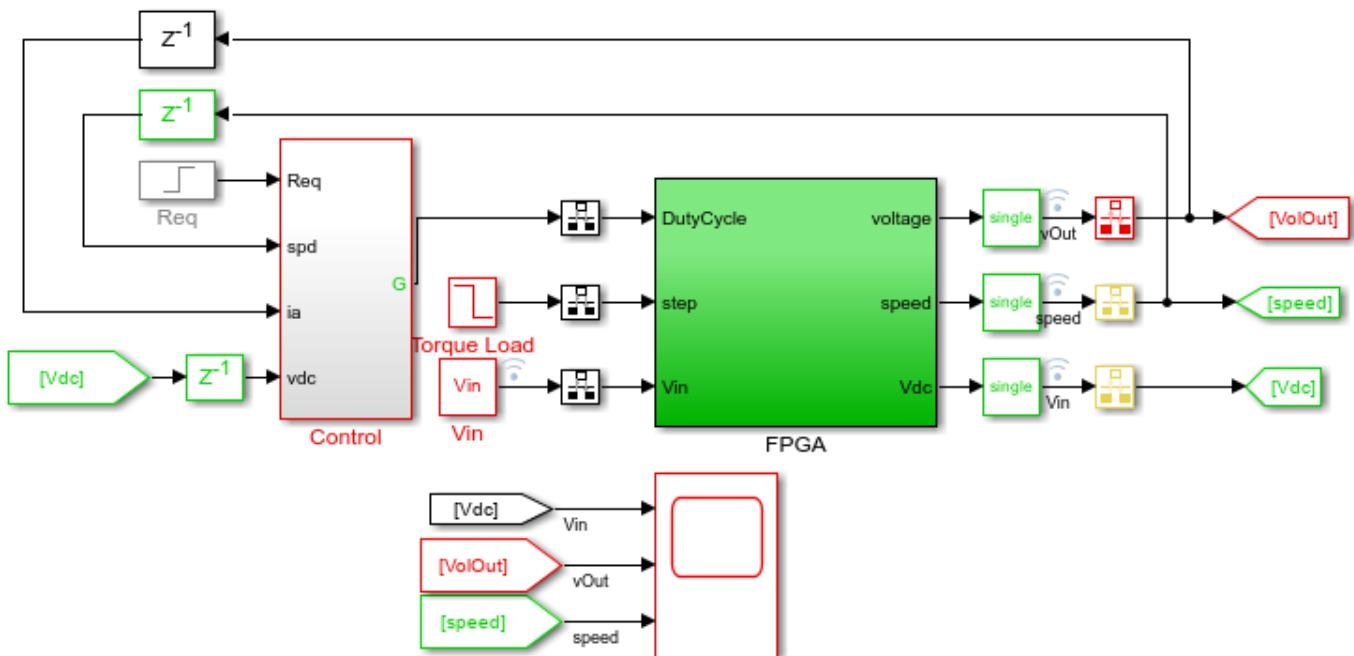 Z-1
Z-1
Req
Req
spd
ia
vdc
G
Control
[Vdc]
Z-1
Torque Load
Vin
Vin
DutyCycle
step
Vin
voltage
speed
Vdc
FPGA
single
vOut
single
speed
single
Vin
[VolOut]
[speed]
[Vdc]
[Vdc]
Vin
[VolOut]
vOut
[speed]
speed